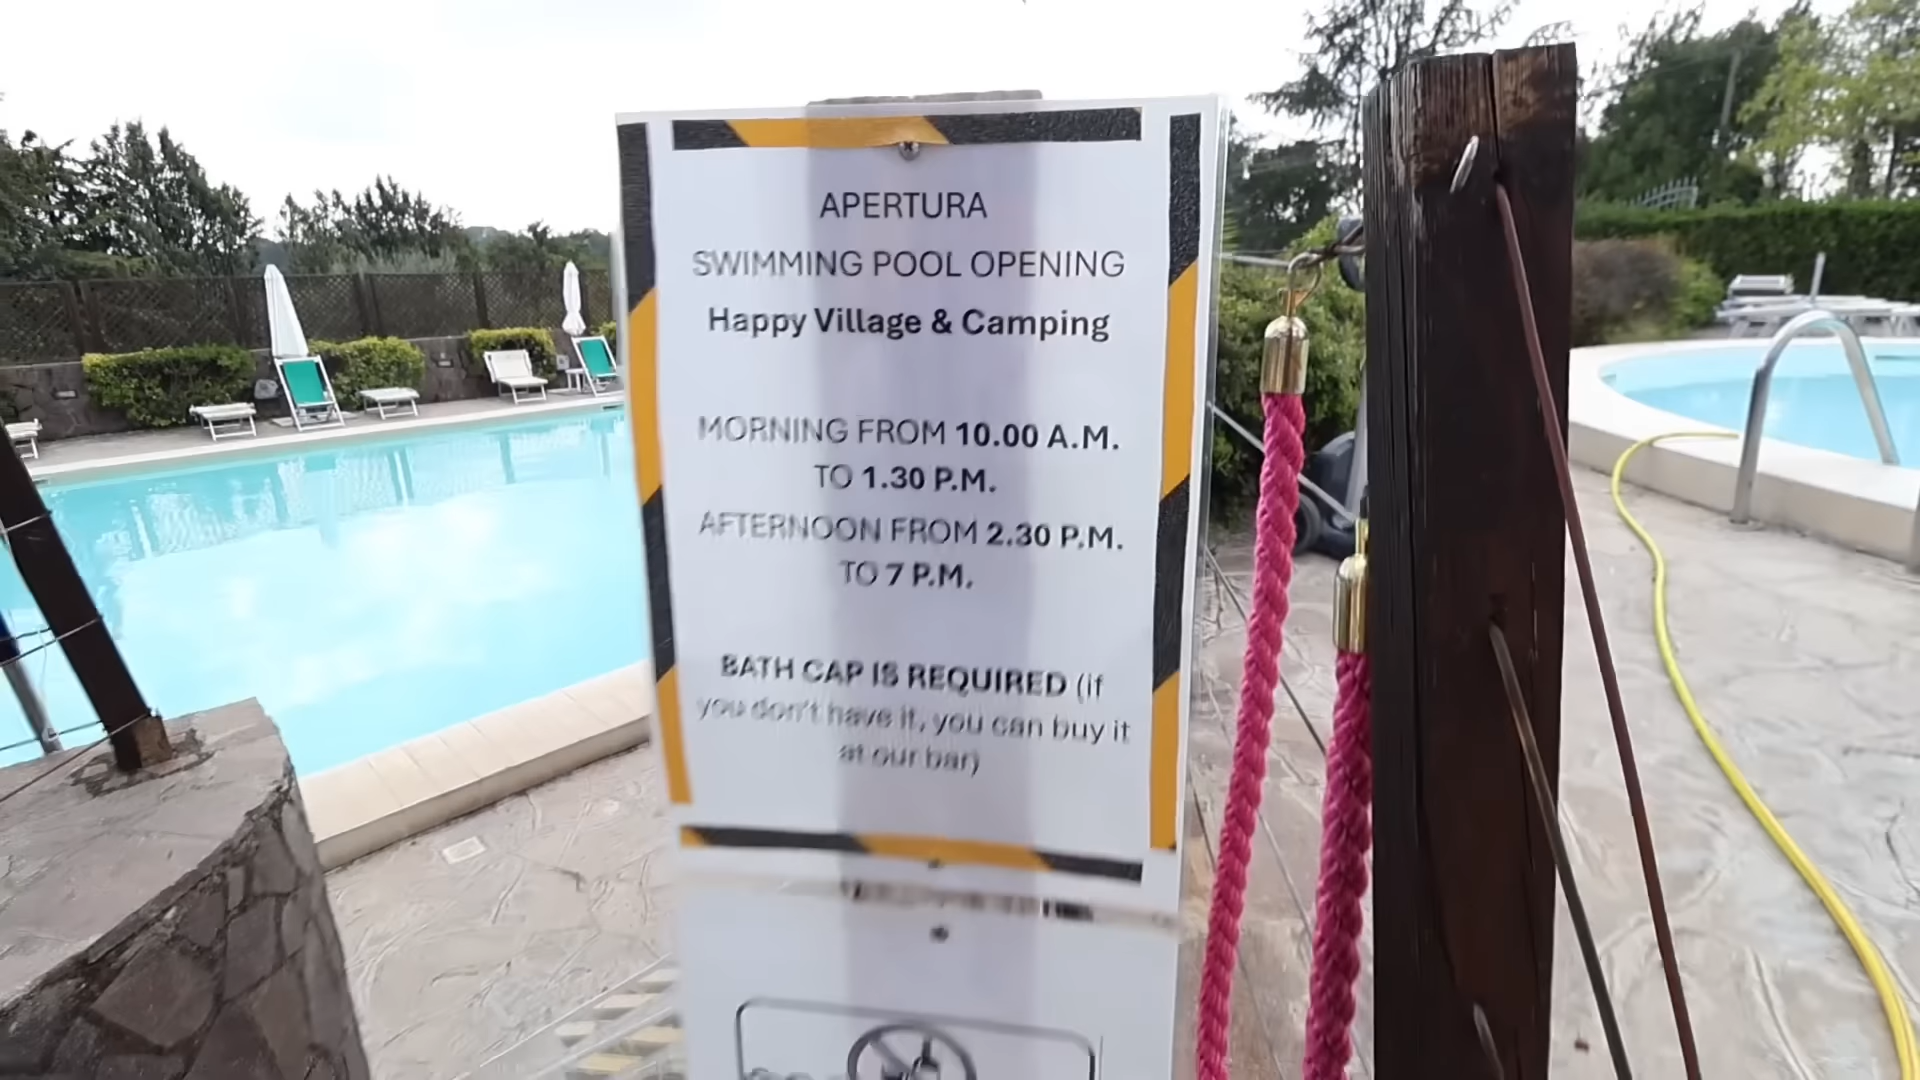 APERTURA
SWIMMING POOL OPENING
Happy Village & Camping
MORNING FROM 10.00 A.M.
TO 1.30 P.M.
AFTERNOON FROM 2.30 P.M.
TO 7 P.M.
BATH CAP IS REQUIRED (if
you don't have it, you can buy it
at our bar)